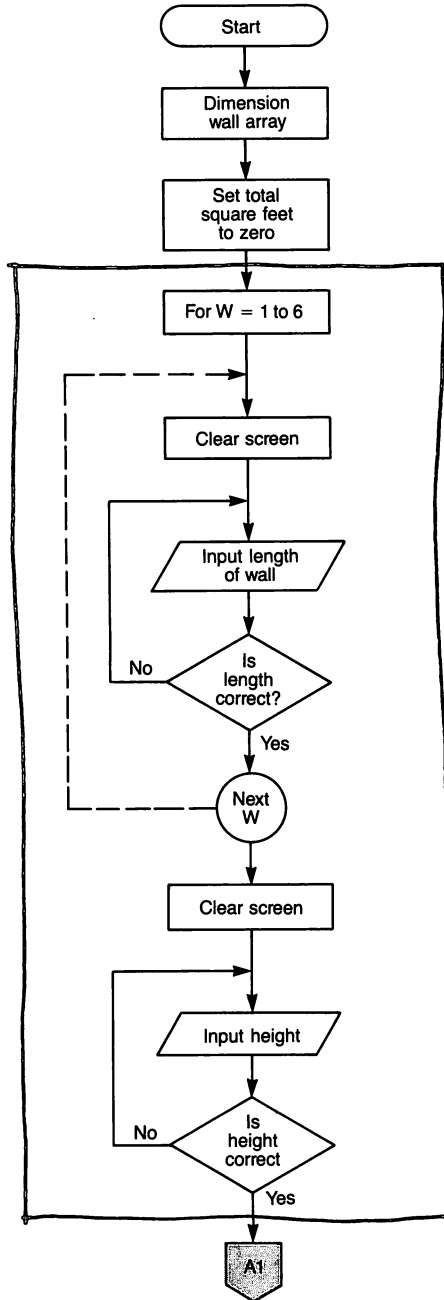 Start
Dimension
wall array
Set total
square feet
to zero
For W = 1 to 6
Clear screen
Input length
of wall
Is
length
correct?
No
Yes
Next
W
Clear screen
Input height
Is
height
correct
No
Yes
A1